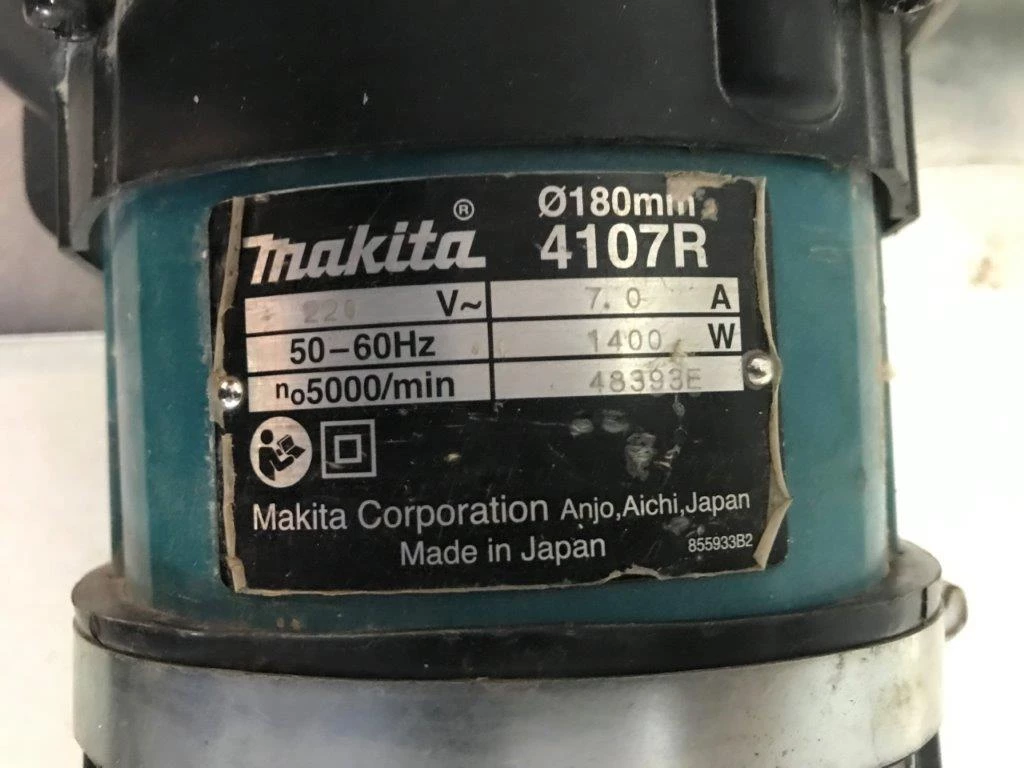 makita® Ø180mm
4107R
220 V~ 7.0 A
50–60Hz 1400 W
no5000/min 48393E
Makita Corporation Anjo,Aichi,Japan
Made in Japan 855933B2